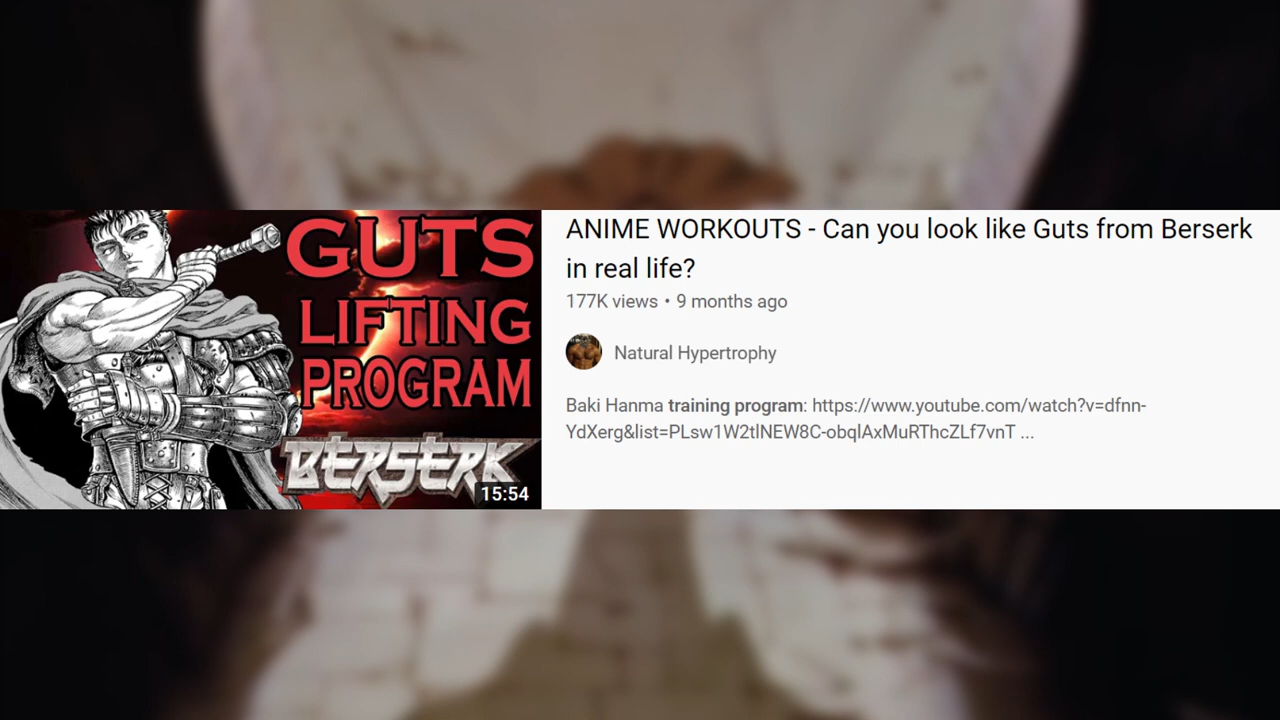 GUTS
LIFTING
PROGRAM
BERSERK
15:54
ANIME WORKOUTS - Can you look like Guts from Berserk
in real life?
177K views • 9 months ago
Natural Hypertrophy
Baki Hanma training program: https://www.youtube.com/watch?v=dfnn-
YdXerg&list=PLsw1W2tlNEW8C-obqlAxMuRThcZLf7vnT ...